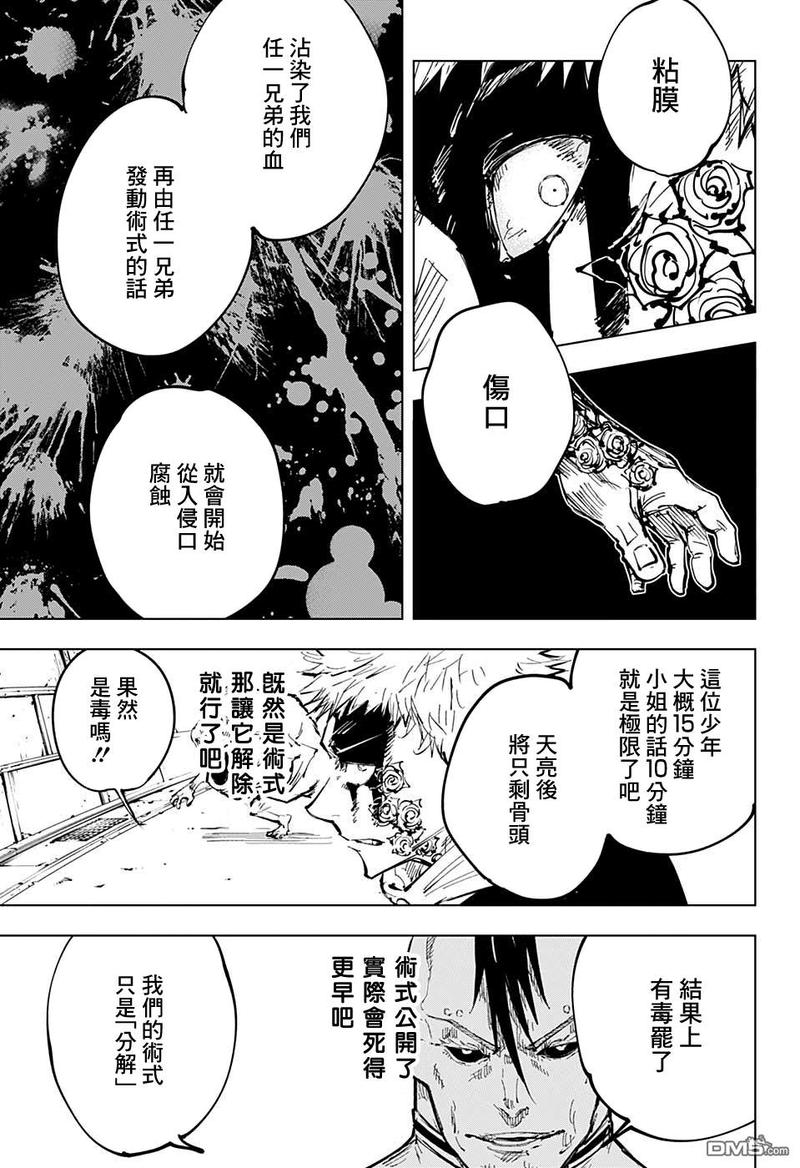 粘膜
傷口
沾染了我們
任一兄弟的血
再由任一兄弟
發動術式的話
就會開始
從入侵口
腐蝕
這位少年
大概15分鐘
小姐的話10分鐘
就是極限了吧
天亮後
將只剩骨頭
既然是術式
那讓它解除
就行了吧
果然
是毒嗎!!
結果上
有毒罷了
術式公開了
實際會死得
更早吧
我們的術式
只是「分解」
DM5.com